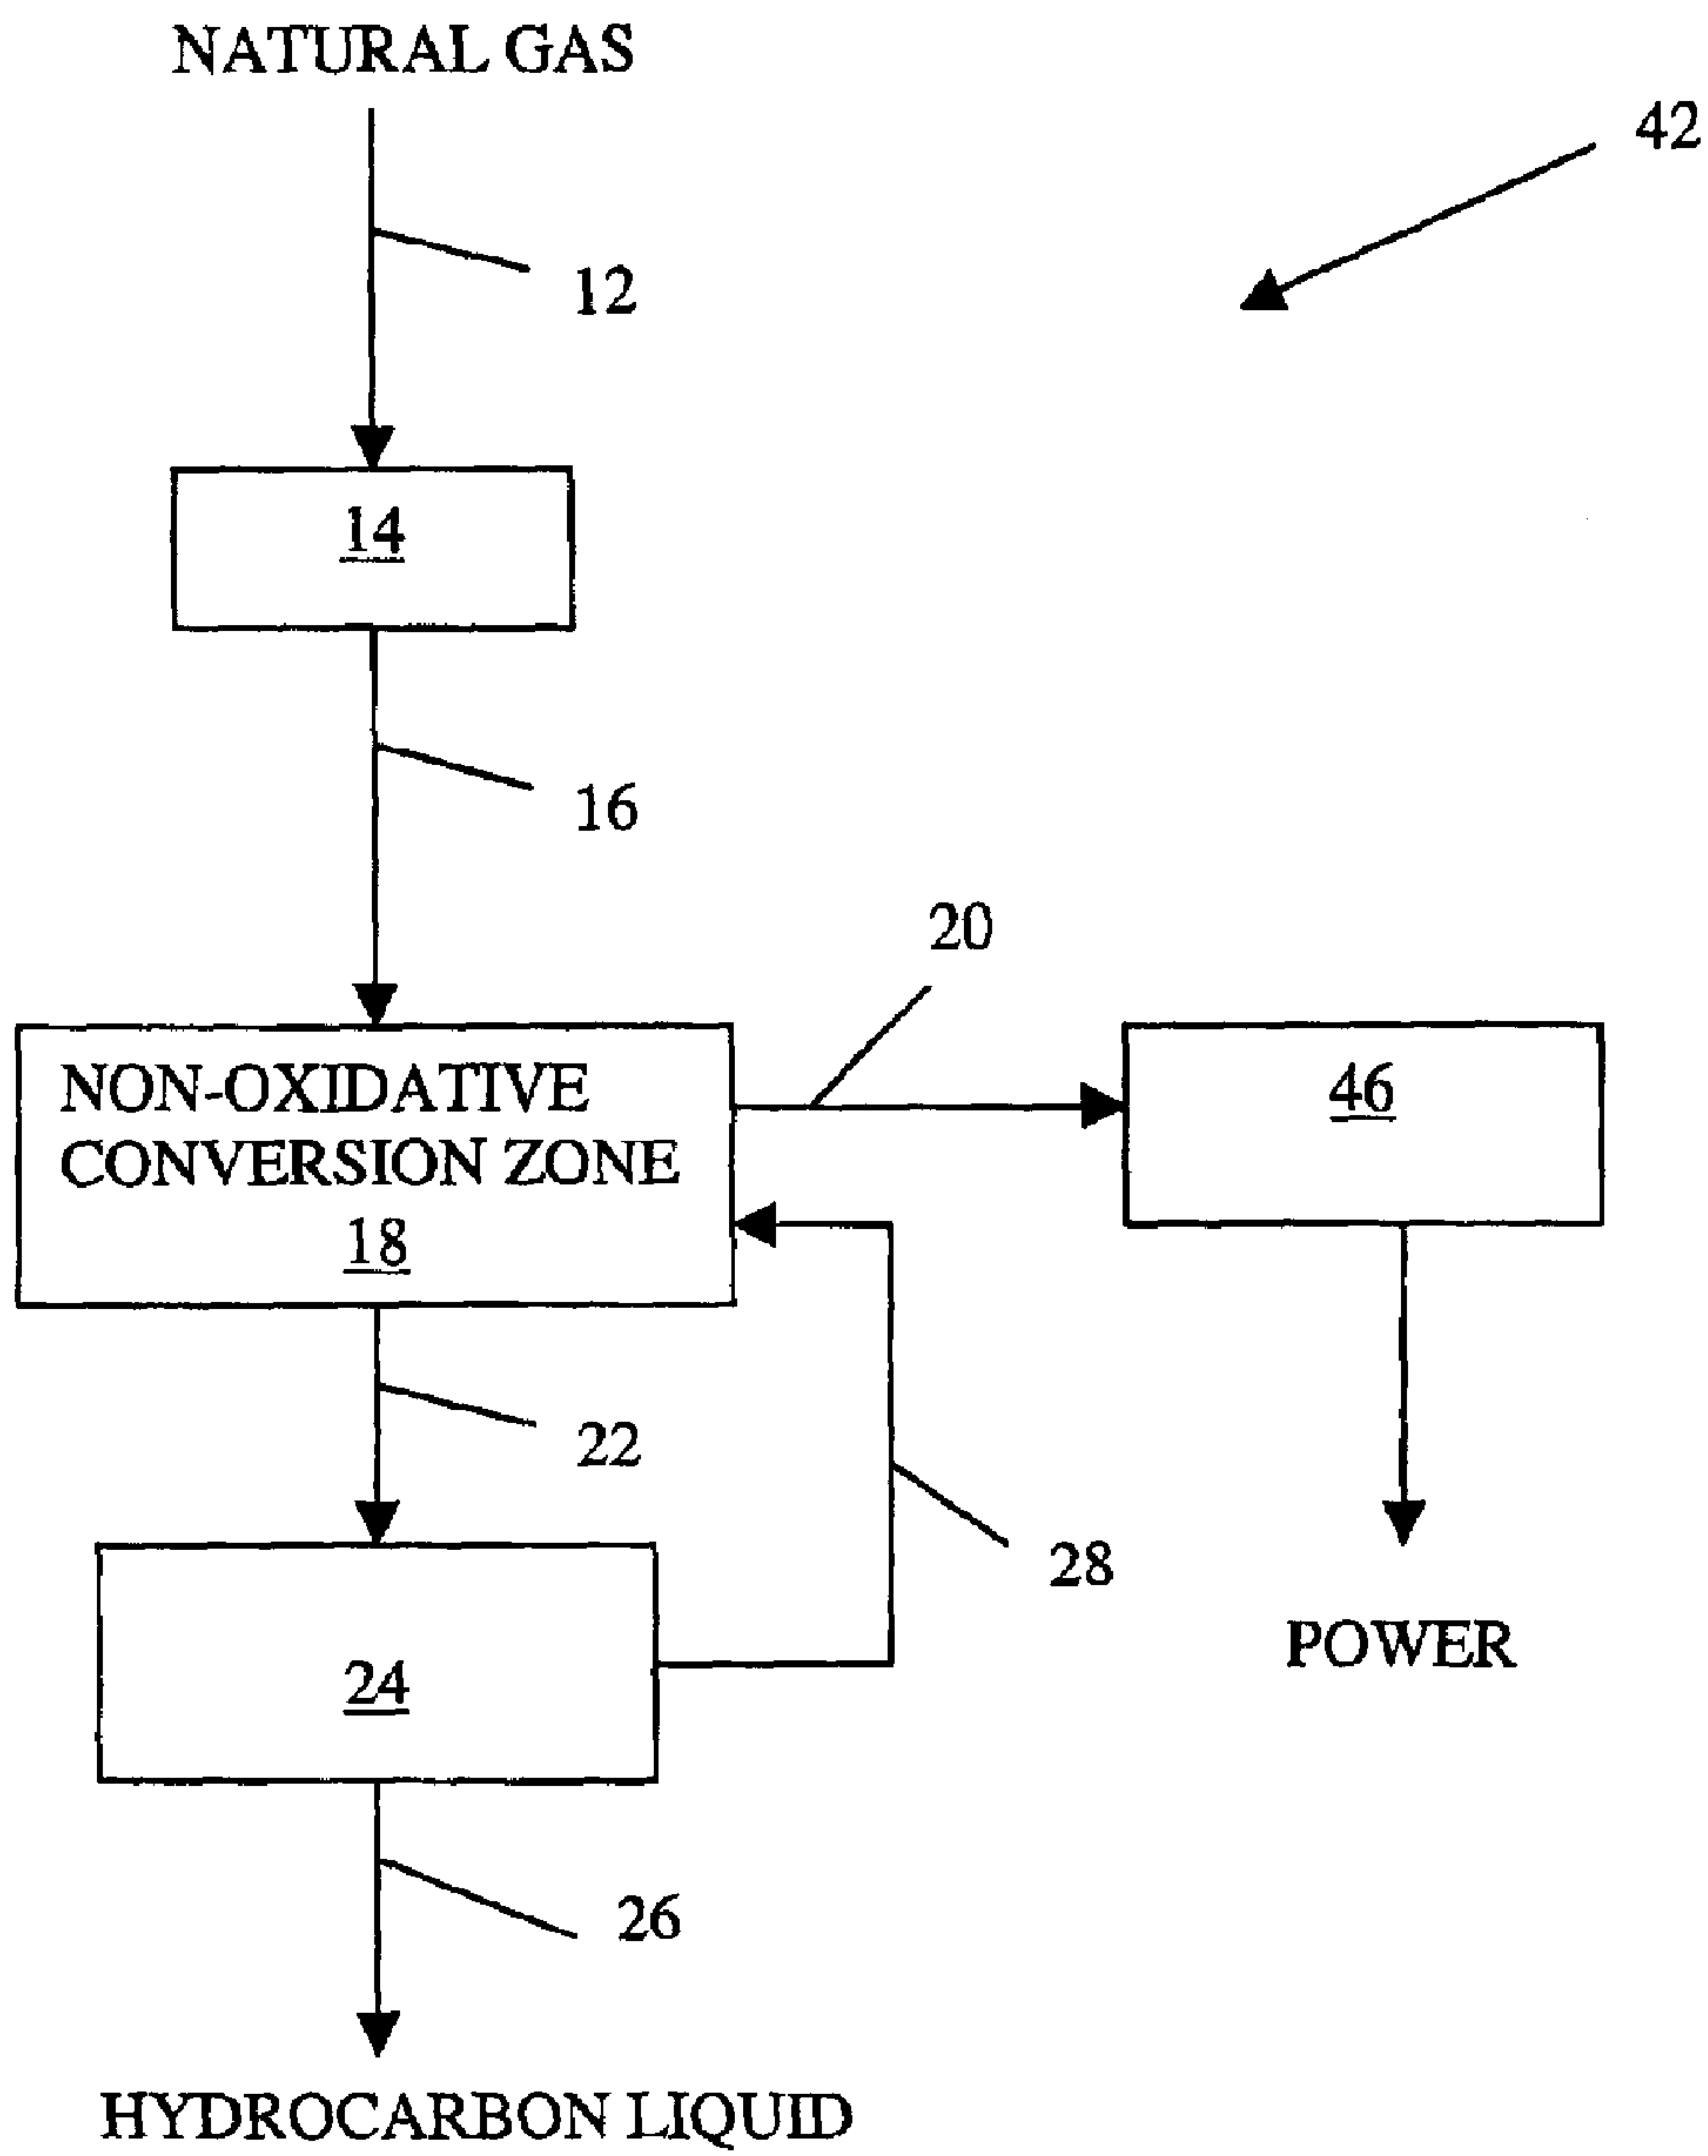 NATURAL GAS
42
12
14
16
20
NON-OXIDATIVE
CONVERSION ZONE
18
46
22
28
24
POWER
26
HYDROCARBON LIQUID